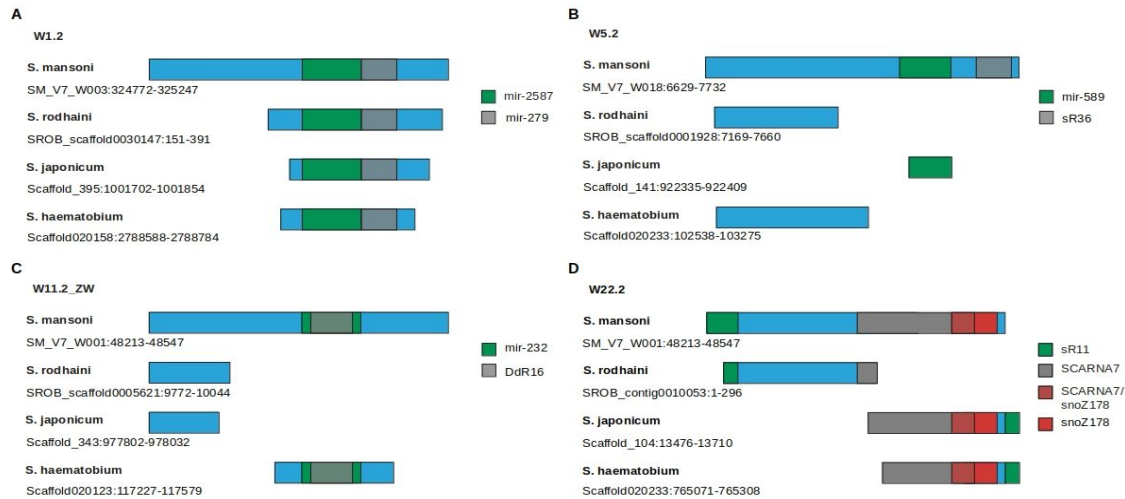 A
W1.2
S. mansoni
SM_V7_W003:324772-325247
S. rodhaini
SROB_scaffold0030147:151-391
S. japonicum
Scaffold_395:1001702-1001854
S. haematobium
Scaffold020158:2788588-2788784
mir-2587
mir-279
B
W5.2
S. mansoni
SM_V7_W018:6629-7732
S. rodhaini
SROB_scaffold0001928:7169-7660
S. japonicum
Scaffold_141:922335-922409
S. haematobium
Scaffold020233:102538-103275
mir-589
sR36
C
W11.2_ZW
S. mansoni
SM_V7_W001:48213-48547
S. rodhaini
SROB_scaffold0005621:9772-10044
S. japonicum
Scaffold_343:977802-978032
S. haematobium
Scaffold020123:117227-117579
mir-232
DdR16
D
W22.2
S. mansoni
SM_V7_W001:48213-48547
S. rodhaini
SROB_contig0010053:1-296
S. japonicum
Scaffold_104:13476-13710
S. haematobium
Scaffold020233:765071-765308
sR11
SCARNA7
SCARNA7/
snoZ178
snoZ178